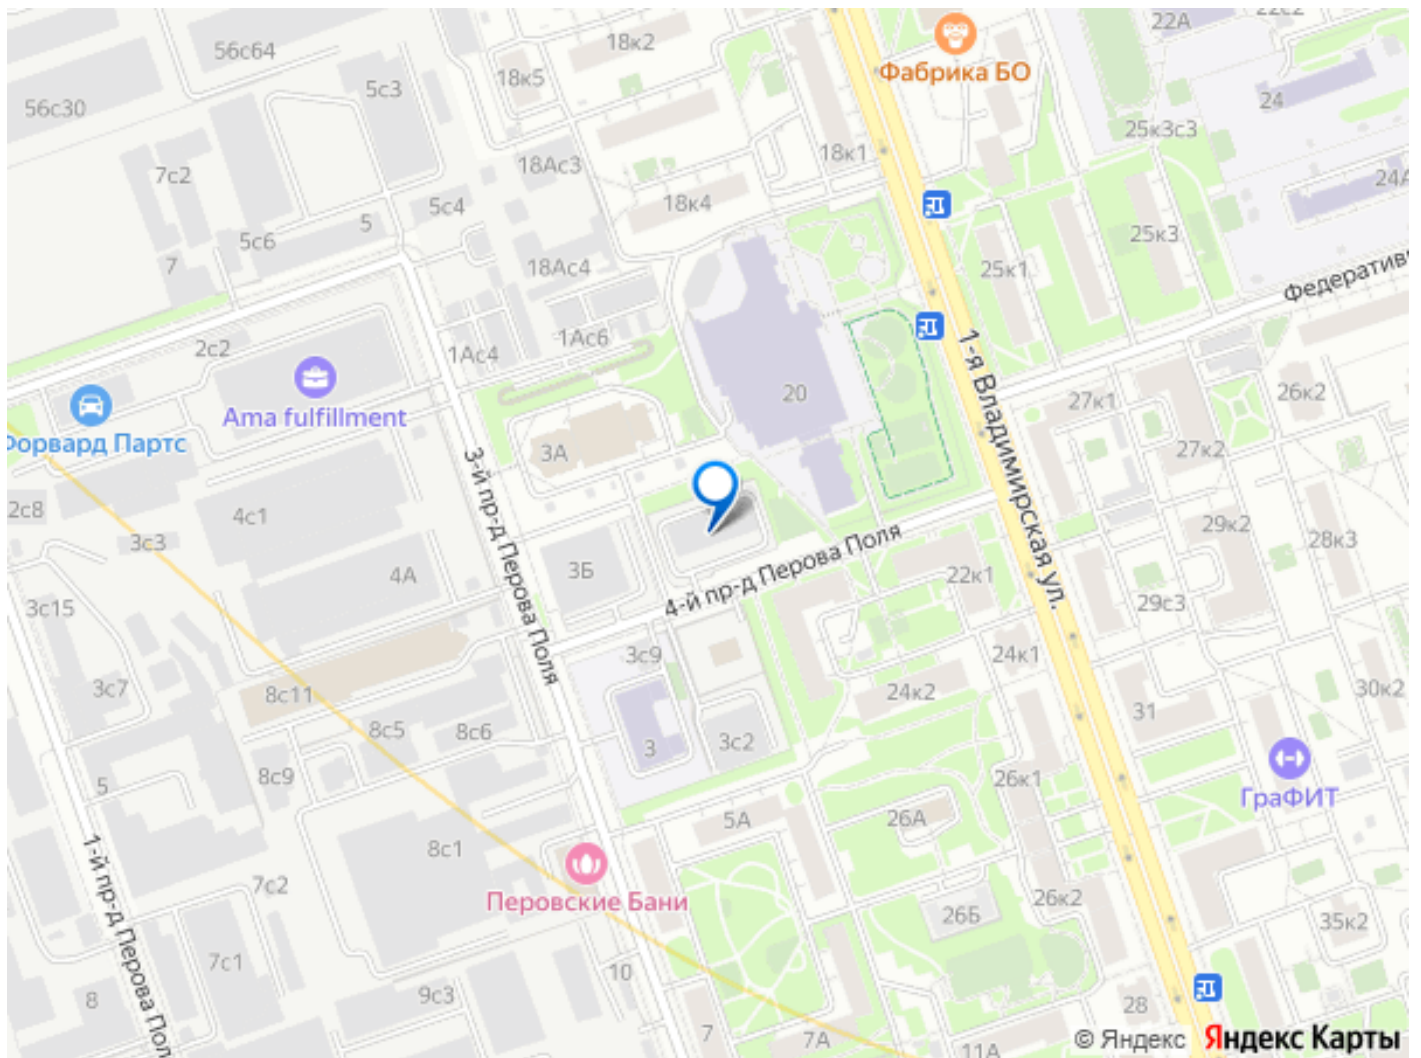 22А
22с2
56с64
18к2
Фабрика БО
5с3
18к5
24
56с30
25к3с3
18Ас3
18к1
7с2
24А
5с4
18к4
5
25к3
5с6
7
18Ас4
25к1
Федератив
1Ас6
2с2
1Ас4
1-я Владимирская ул.
20
26к2
27к1
Ama fulfillment
Форвард Партс
3А
27к2
3-й пр-д Перова Поля
2с8
4с1
29к2
28к3
3с3
4-й пр-д Перова Поля
3Б
4А
22к1
3с15
29с3
3с9
24к1
3с7
8с11
24к2
30к2
31
8с5
8с6
3
3с2
8с9
26к1
5
ГраФИТ
5А
26А
8с1
1-й пр-д Перова Пол
7с2
Перовские Бани
26к2
26Б
35к2
7с1
10
8
9с3
28
7
7А
11А
© Яндекс Яндекс Карты